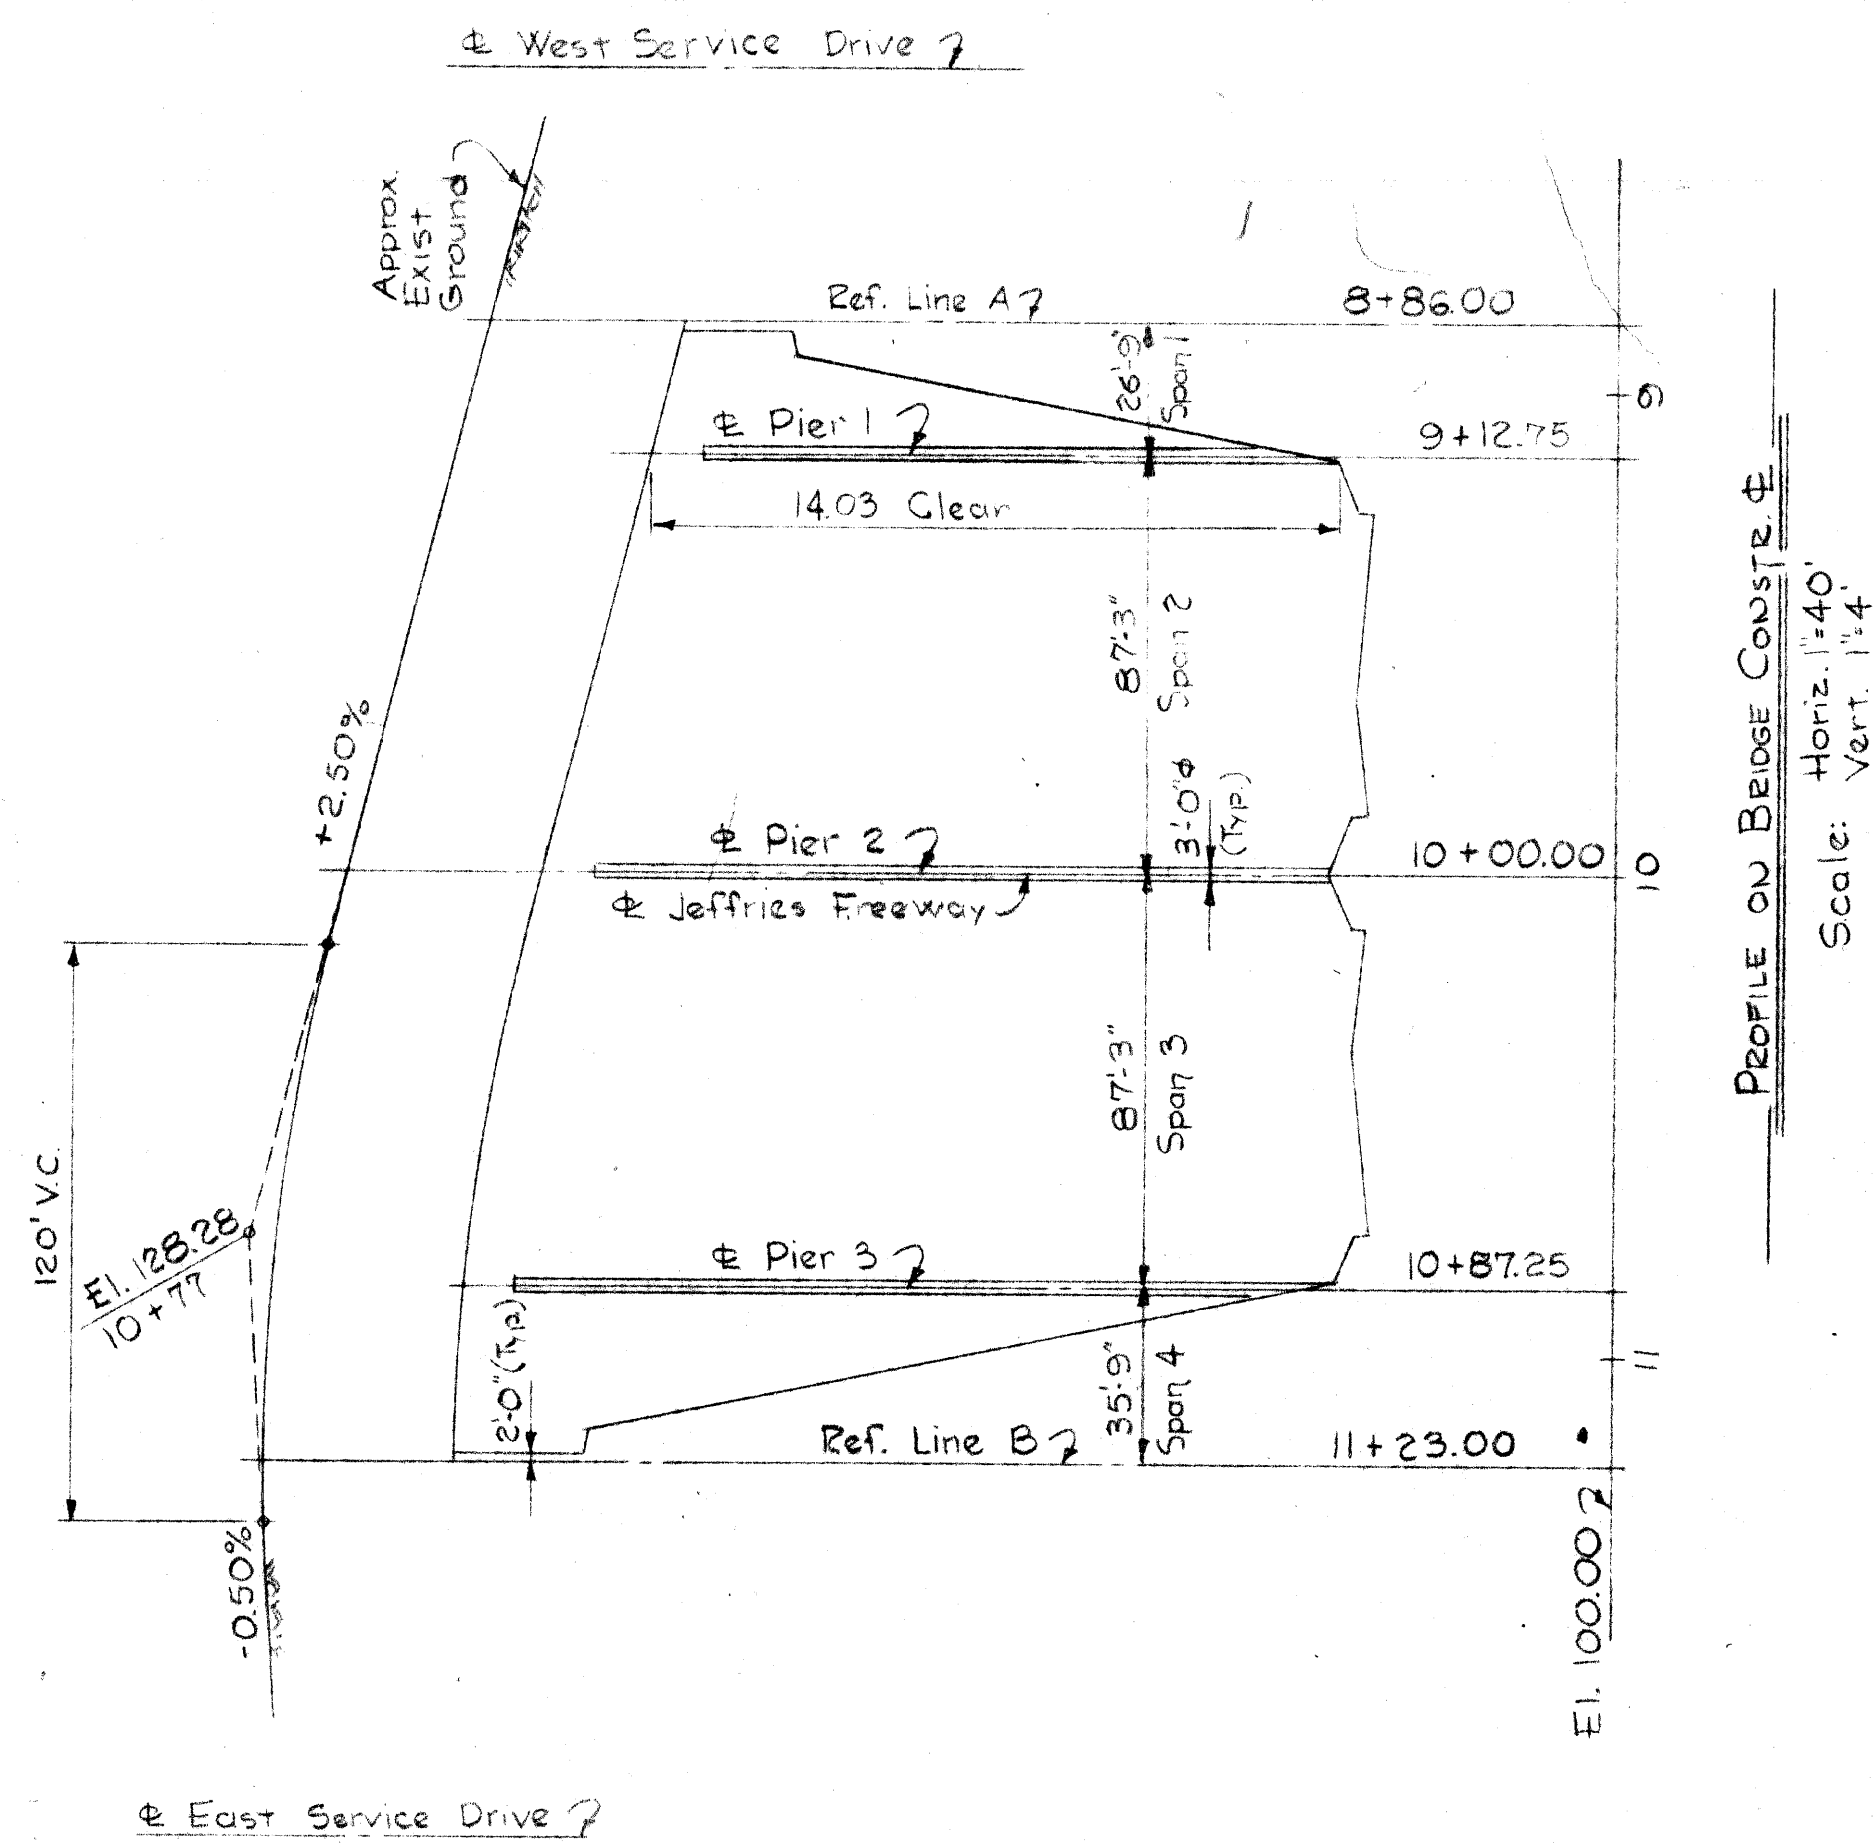 ℄ West Service Drive
Approx.
Exist
Ground
Ref. Line A
8+86.00
26'-9"
Span 1
9
℄ Pier 1
9+12.75
14.03 Clear
87'-3"
Span 2
+2.50%
℄ Pier 2
3'-0"ϕ
(Typ.)
10+00.00
10
℄ Jeffries Freeway
87'-3"
Span 3
120' V.C.
El. 128.28
10+77
℄ Pier 3
10+87.25
2'-0" (Typ)
35'-9"
Span 4
11
Ref. Line B
11+23.00
-0.50%
El. 100.00
℄ East Service Drive
PROFILE ON BRIDGE CONSTR. ℄
Scale: Horiz. 1"=40'
Vert. 1"=4'